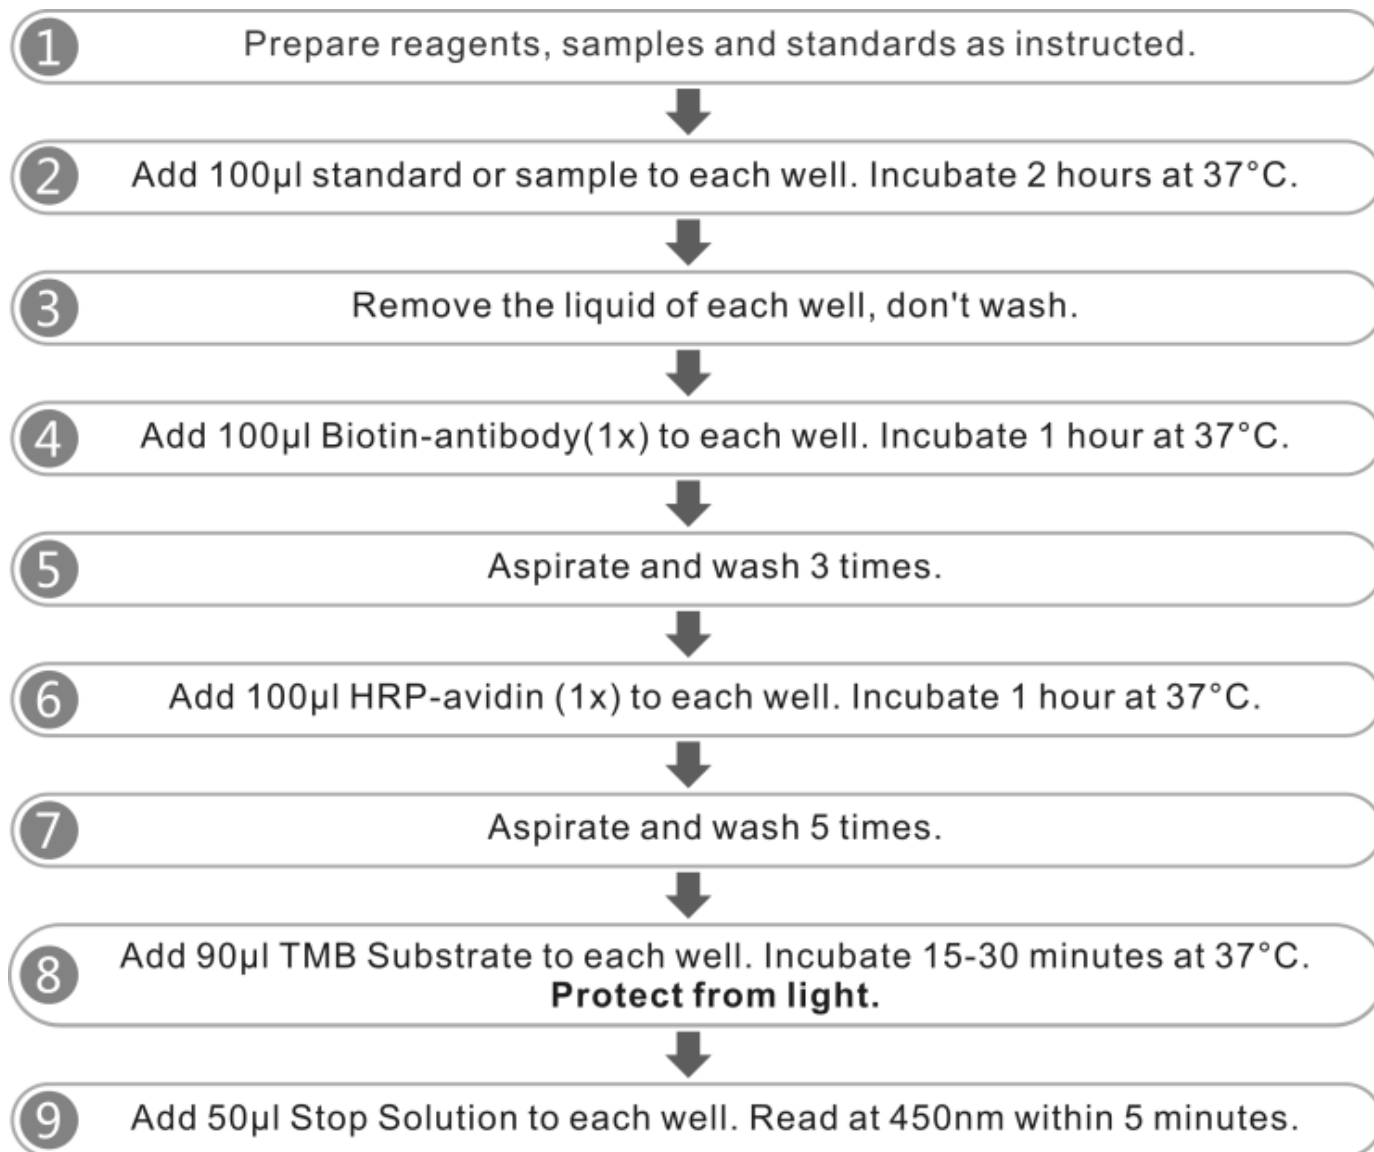 1 Prepare reagents, samples and standards as instructed.
2 Add 100μl standard or sample to each well. Incubate 2 hours at 37°C.
3 Remove the liquid of each well, don't wash.
4 Add 100μl Biotin-antibody(1x) to each well. Incubate 1 hour at 37°C.
5 Aspirate and wash 3 times.
6 Add 100μl HRP-avidin (1x) to each well. Incubate 1 hour at 37°C.
7 Aspirate and wash 5 times.
8 Add 90μl TMB Substrate to each well. Incubate 15-30 minutes at 37°C.
Protect from light.
9 Add 50μl Stop Solution to each well. Read at 450nm within 5 minutes.